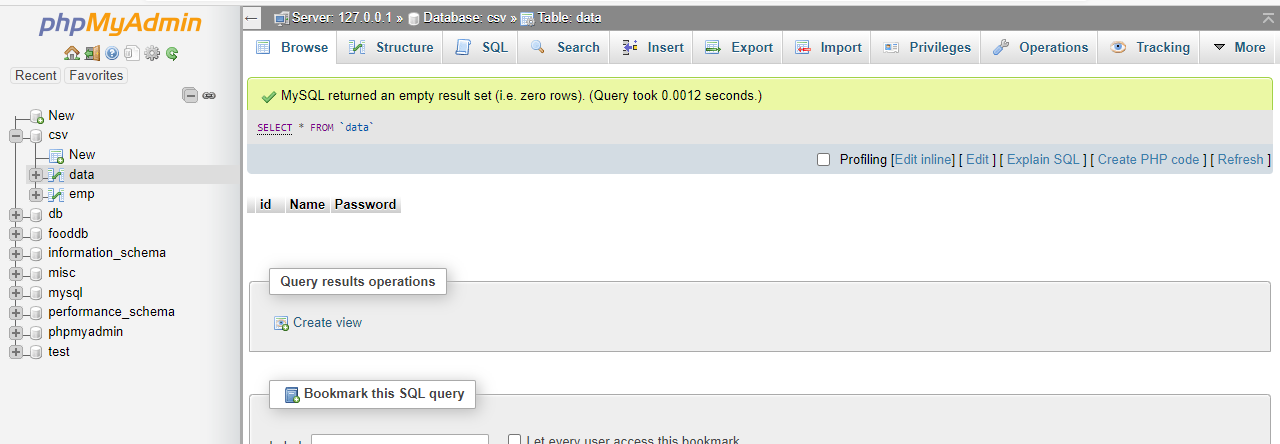 phpMyAdmin
Recent Favorites
New
csv
New
data
emp
db
fooddb
information_schema
misc
mysql
performance_schema
phpmyadmin
test
Server: 127.0.0.1 » Database: csv » Table: data
Browse Structure SQL Search Insert Export Import Privileges Operations Tracking More
MySQL returned an empty result set (i.e. zero rows). (Query took 0.0012 seconds.)
SELECT * FROM `data`
Profiling [Edit inline] [ Edit ] [ Explain SQL ] [ Create PHP code ] [ Refresh ]
id Name Password
Query results operations
Create view
Bookmark this SQL query
Let every user access this bookmark